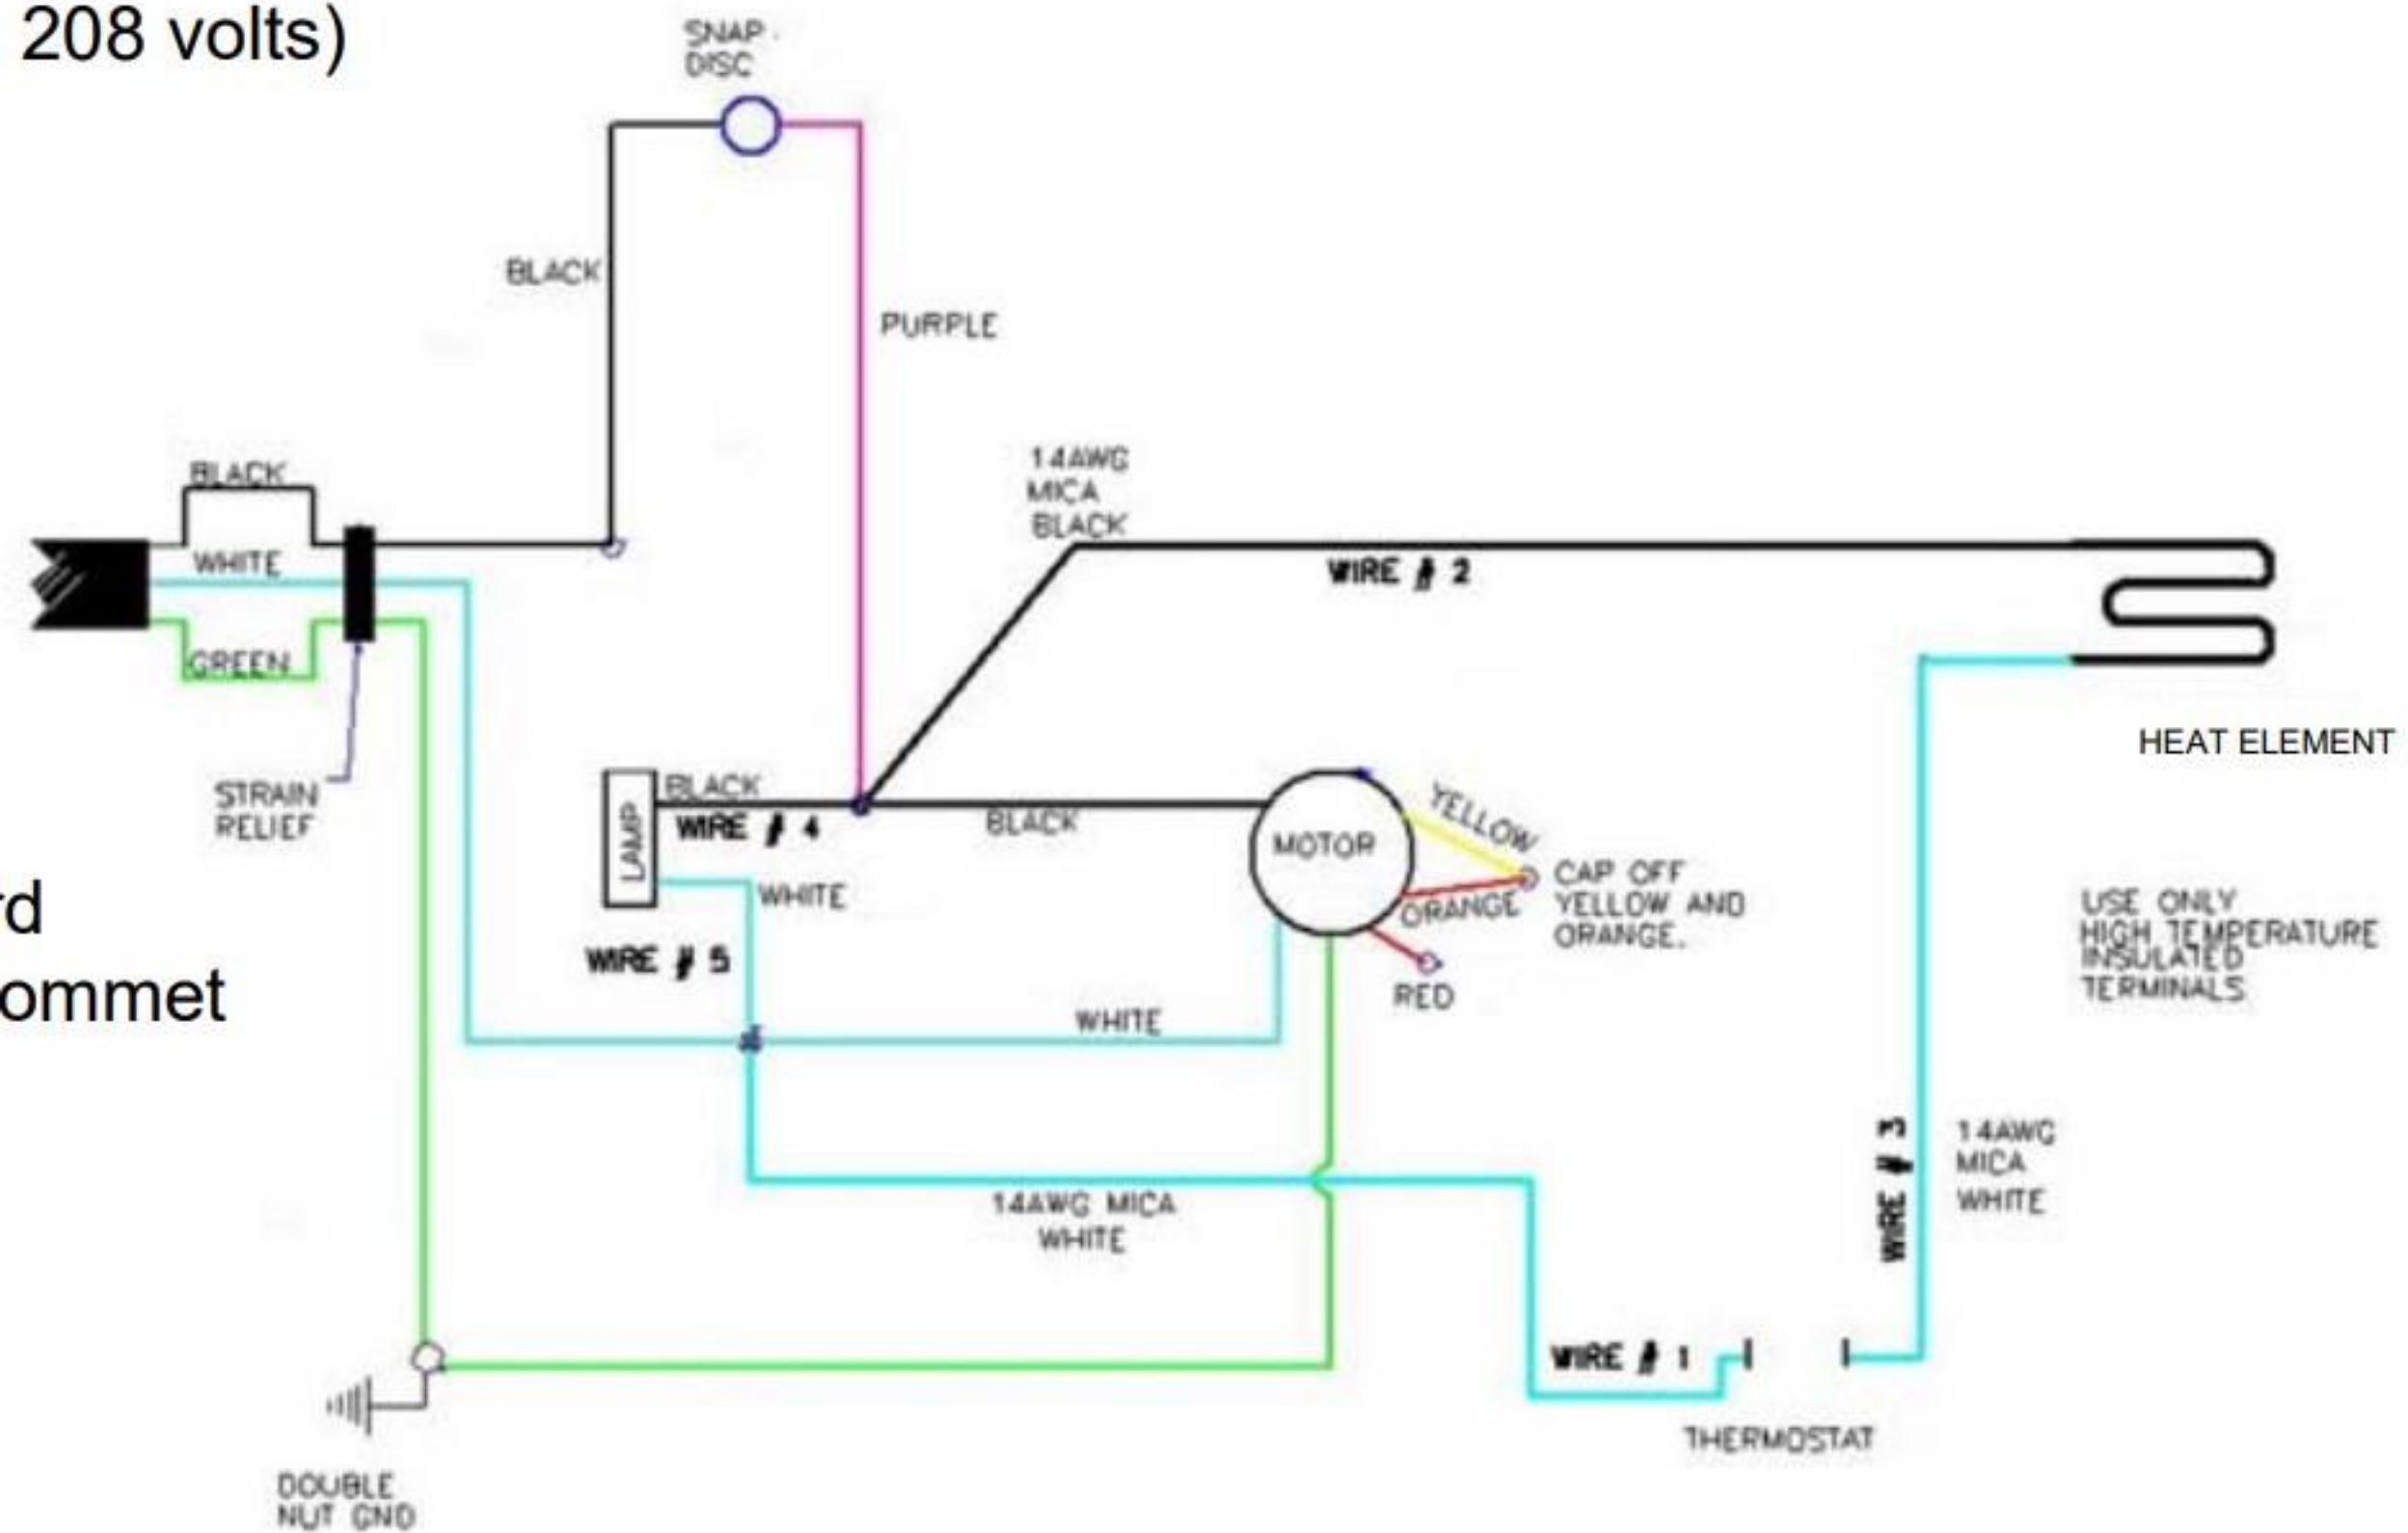 208 volts)
SNAP
DISC
BLACK
PURPLE
BLACK
WHITE
GREEN
14AWG
MICA
BLACK
WIRE # 2
STRAIN
RELIEF
HEAT ELEMENT
LAMP
BLACK
WIRE # 4
BLACK
MOTOR
YELLOW
ORANGE
CAP OFF
YELLOW AND
ORANGE.
RED
WHITE
WIRE # 5
WHITE
rd
ommet
USE ONLY
HIGH TEMPERATURE
INSULATED
TERMINALS
14AWG MICA
WHITE
WIRE # 3
14AWG
MICA
WHITE
WIRE # 1
THERMOSTAT
DOUBLE
NUT GND